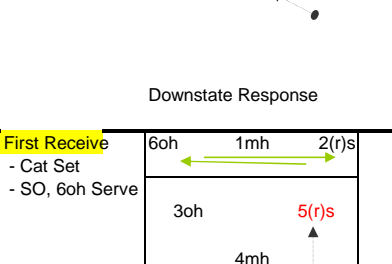 Downstate Response
First Receive
- Cat Set
- SO, 6oh Serve
6oh 1mh 2(r)s
3oh 5(r)s
4mh